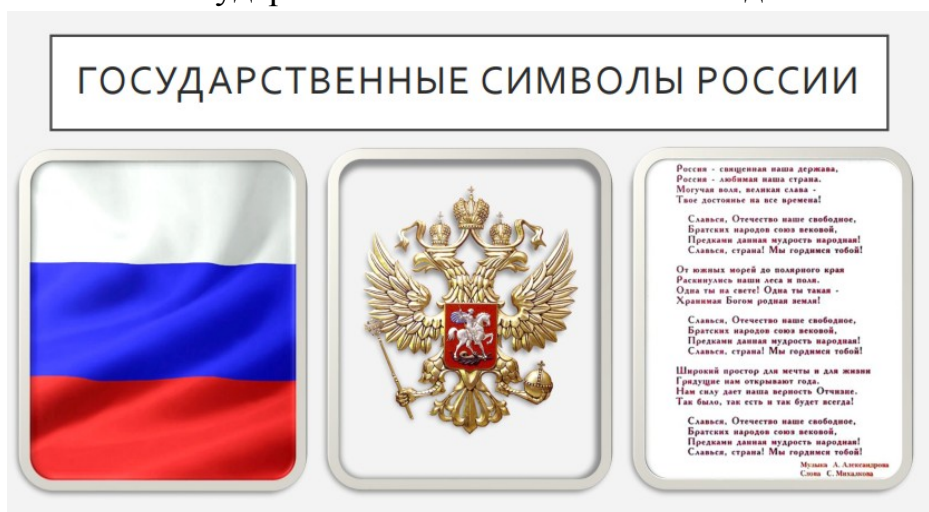 ГОСУДАРСТВЕННЫЕ СИМВОЛЫ РОССИИ
Россия - священная наша держава,
Россия - любимая наша страна.
Могучая воля, великая слава -
Твое достоянье на все времена!
Славься, Отечество наше свободное,
Братских народов союз вековой,
Предками данная мудрость народная!
Славься, страна! Мы гордимся тобой!
От южных морей до полярного края
Раскинулись наши леса и поля.
Одна ты на свете! Одна ты такая -
Хранимая Богом родная земля!
Славься, Отечество наше свободное,
Братских народов союз вековой,
Предками данная мудрость народная!
Славься, страна! Мы гордимся тобой!
Широкий простор для мечты и для жизни
Грядущие нам открывают года.
Нам силу дает наша верность Отчизне.
Так было, так есть и так будет всегда!
Славься, Отечество наше свободное,
Братских народов союз вековой,
Предками данная мудрость народная!
Славься, страна! Мы гордимся тобой!
Музыка А. Александрова
Слова С. Михалкова